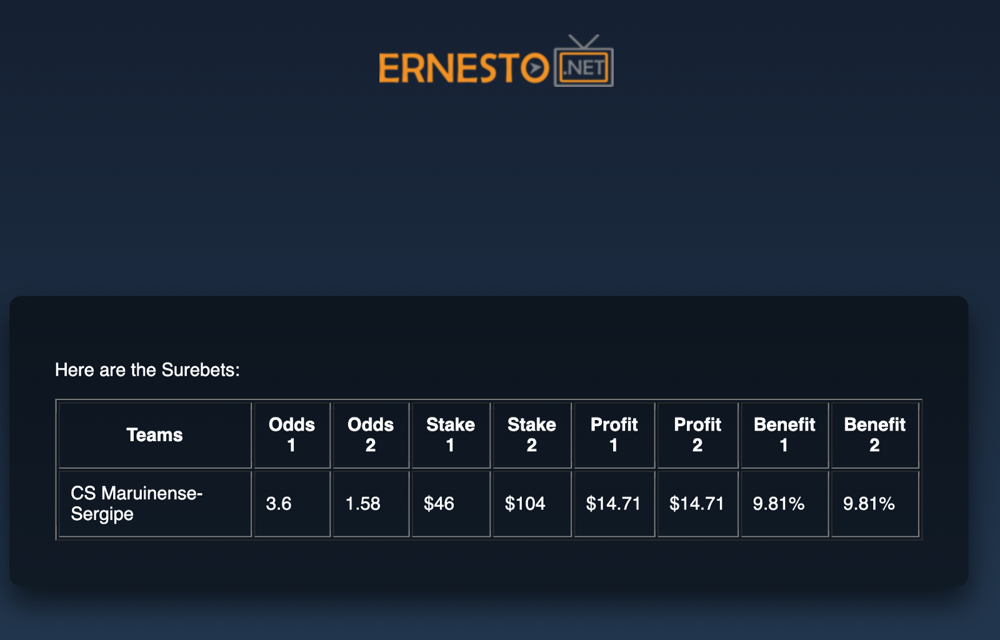 ERNESTO .NET
Here are the Surebets:
Teams
Odds
1
Odds
2
Stake
1
Stake
2
Profit
1
Profit
2
Benefit
1
Benefit
2
CS Maruinense-
Sergipe
3.6
1.58
$46
$104
$14.71
$14.71
9.81%
9.81%